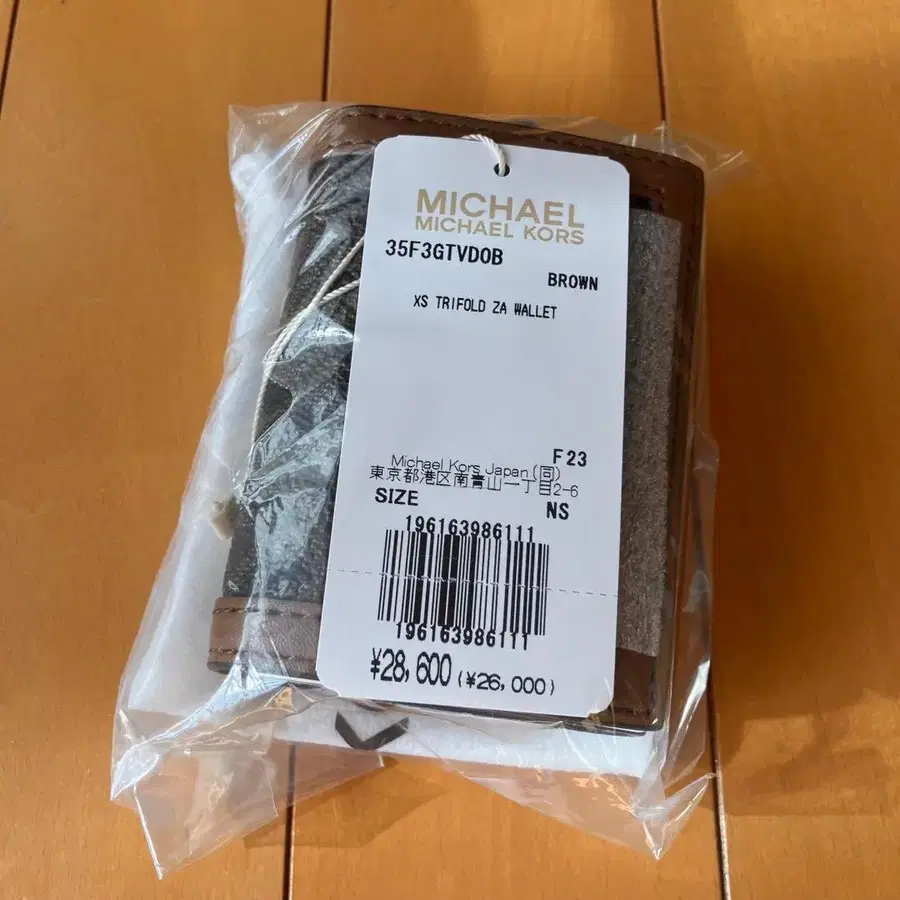 MICHAEL
MICHAEL KORS
35F3GTVD0B
BROWN
XS TRIFOLD ZA WALLET
F23
Michael Kors Japan (同)
東京都港区南青山一丁目2-6
SIZE NS
196163986111
196163986111
¥28,600 (¥26,000)